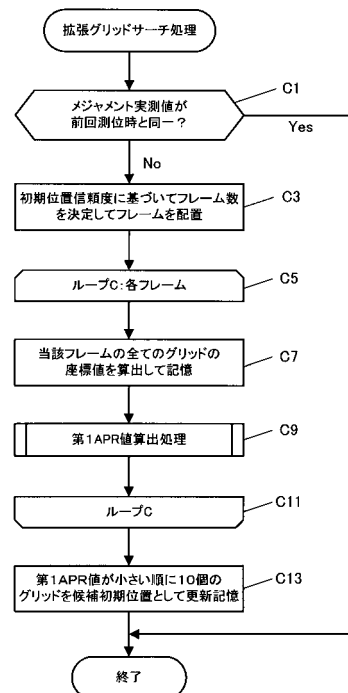 拡張グリッドサーチ処理
メジャメント実測値が
前回測位時と同一？
C1
Yes
No
初期位置信頼度に基づいてフレーム数
を決定してフレームを配置
C3
ループC：各フレーム
C5
当該フレームの全てのグリッドの
座標値を算出して記憶
C7
第1APR値算出処理
C9
ループC
C11
第1APR値が小さい順に10個の
グリッドを候補初期位置として更新記憶
C13
終了